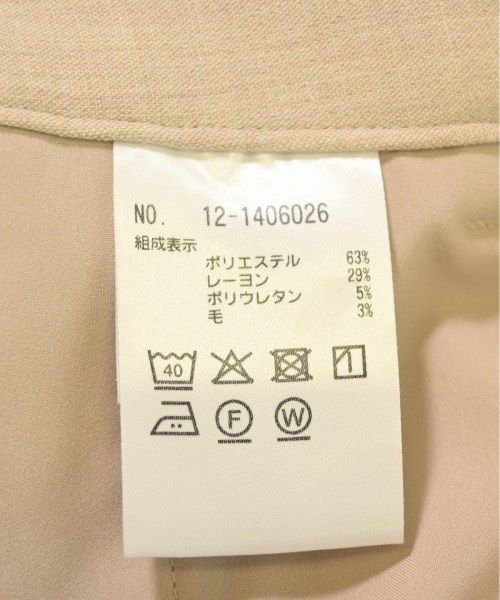 NO. 12-1406026
組成表示
ポリエステル 63%
レーヨン 29%
ポリウレタン 5%
毛 3%
40
F W